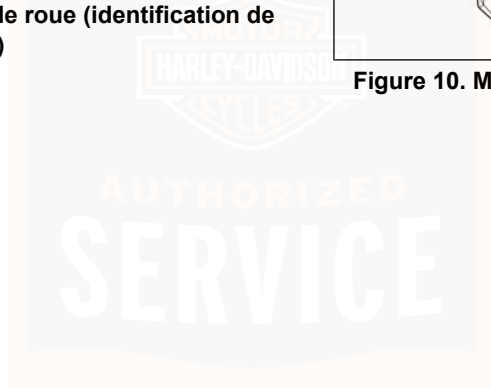 de roue (identification de
)
Figure 10. M
MOTOR
HARLEY-DAVIDSON
CYCLES
AUTHORIZED
SERVICE